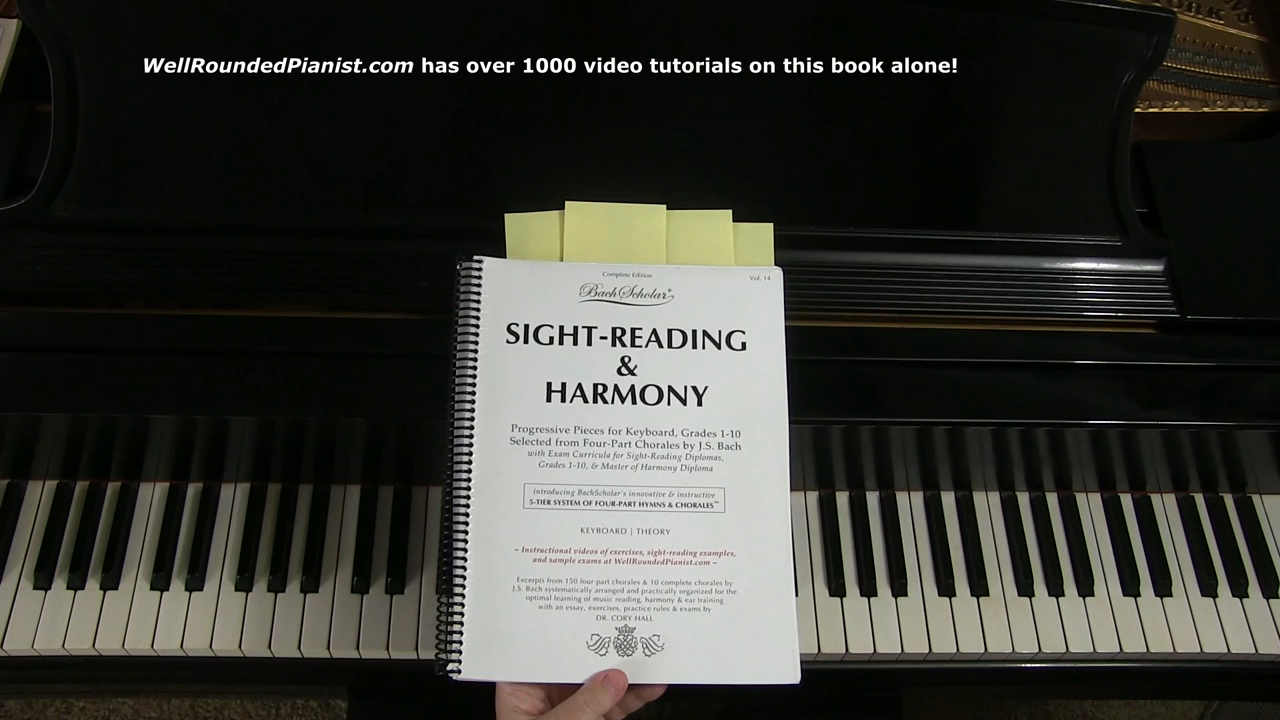 WellRoundedPianist.com has over 1000 video tutorials on this book alone!
YORK
Complete Edition
Vol. 14
BachScholar®
SIGHT-READING
&
HARMONY
Progressive Pieces for Keyboard, Grades 1-10
Selected from Four-Part Chorales by J.S. Bach
with Exam Curricula for Sight-Reading Diplomas,
Grades 1-10, & Master of Harmony Diploma
introducing BachScholar's innovative & instructive
5-TIER SYSTEM OF FOUR-PART HYMNS & CHORALES™
KEYBOARD | THEORY
~ Instructional videos of exercises, sight-reading examples,
and sample exams at WellRoundedPianist.com ~
Excerpts from 150 four-part chorales & 10 complete chorales by
J.S. Bach systematically arranged and practically organized for the
optimal learning of music reading, harmony & ear training
with an essay, exercises, practice rules & exams by
DR. CORY HALL